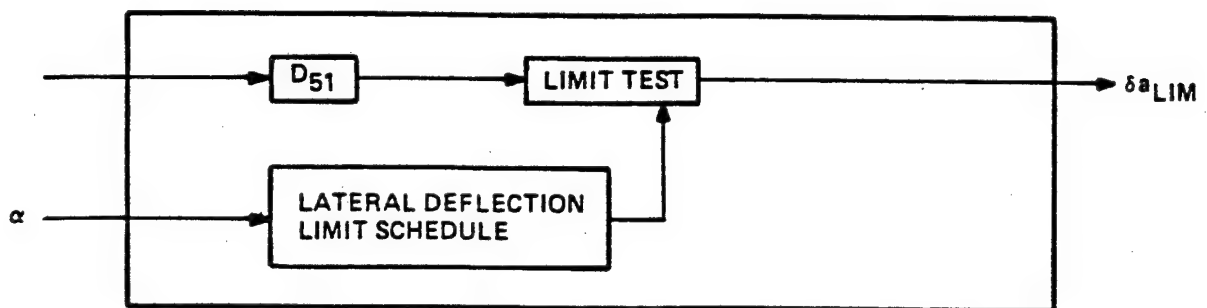 D51
LIMIT TEST
δaLIM
α
LATERAL DEFLECTION
LIMIT SCHEDULE